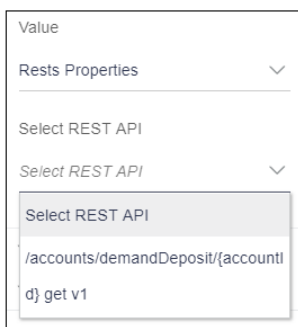 Value
Rests Properties
Select REST API
Select REST API
Select REST API
/accounts/demandDeposit/{accountI
d} get v1